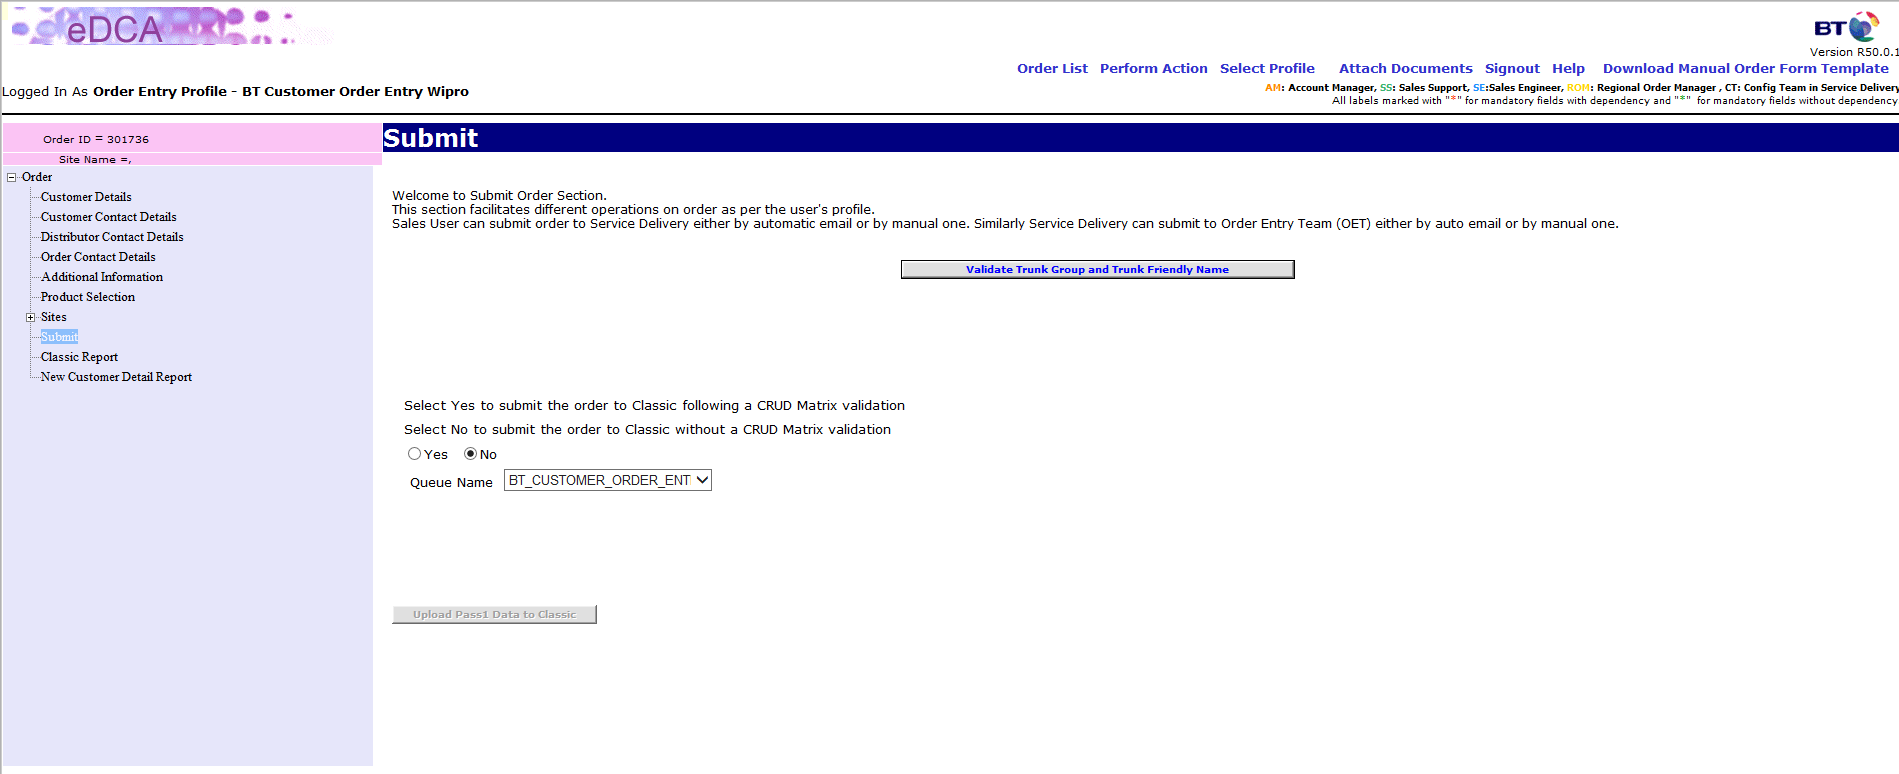 eDCA
BT
Version R50.0.1
Order List Perform Action Select Profile Attach Documents Signout Help Download Manual Order Form Template
Logged In As Order Entry Profile - BT Customer Order Entry Wipro
AM: Account Manager, SS: Sales Support, SE:Sales Engineer, ROM: Regional Order Manager , CT: Config Team in Service Delivery
All labels marked with "*" for mandatory fields with dependency and "*" for mandatory fields without dependency
Order ID = 301736
Site Name =,
Submit
Order
Customer Details
Customer Contact Details
Distributor Contact Details
Order Contact Details
Additional Information
Product Selection
Sites
Submit
Classic Report
New Customer Detail Report
Welcome to Submit Order Section.
This section facilitates different operations on order as per the user's profile.
Sales User can submit order to Service Delivery either by automatic email or by manual one. Similarly Service Delivery can submit to Order Entry Team (OET) either by auto email or by manual one.
Validate Trunk Group and Trunk Friendly Name
Select Yes to submit the order to Classic following a CRUD Matrix validation
Select No to submit the order to Classic without a CRUD Matrix validation
Yes No
Queue Name BT_CUSTOMER_ORDER_ENT
Upload Pass1 Data to Classic